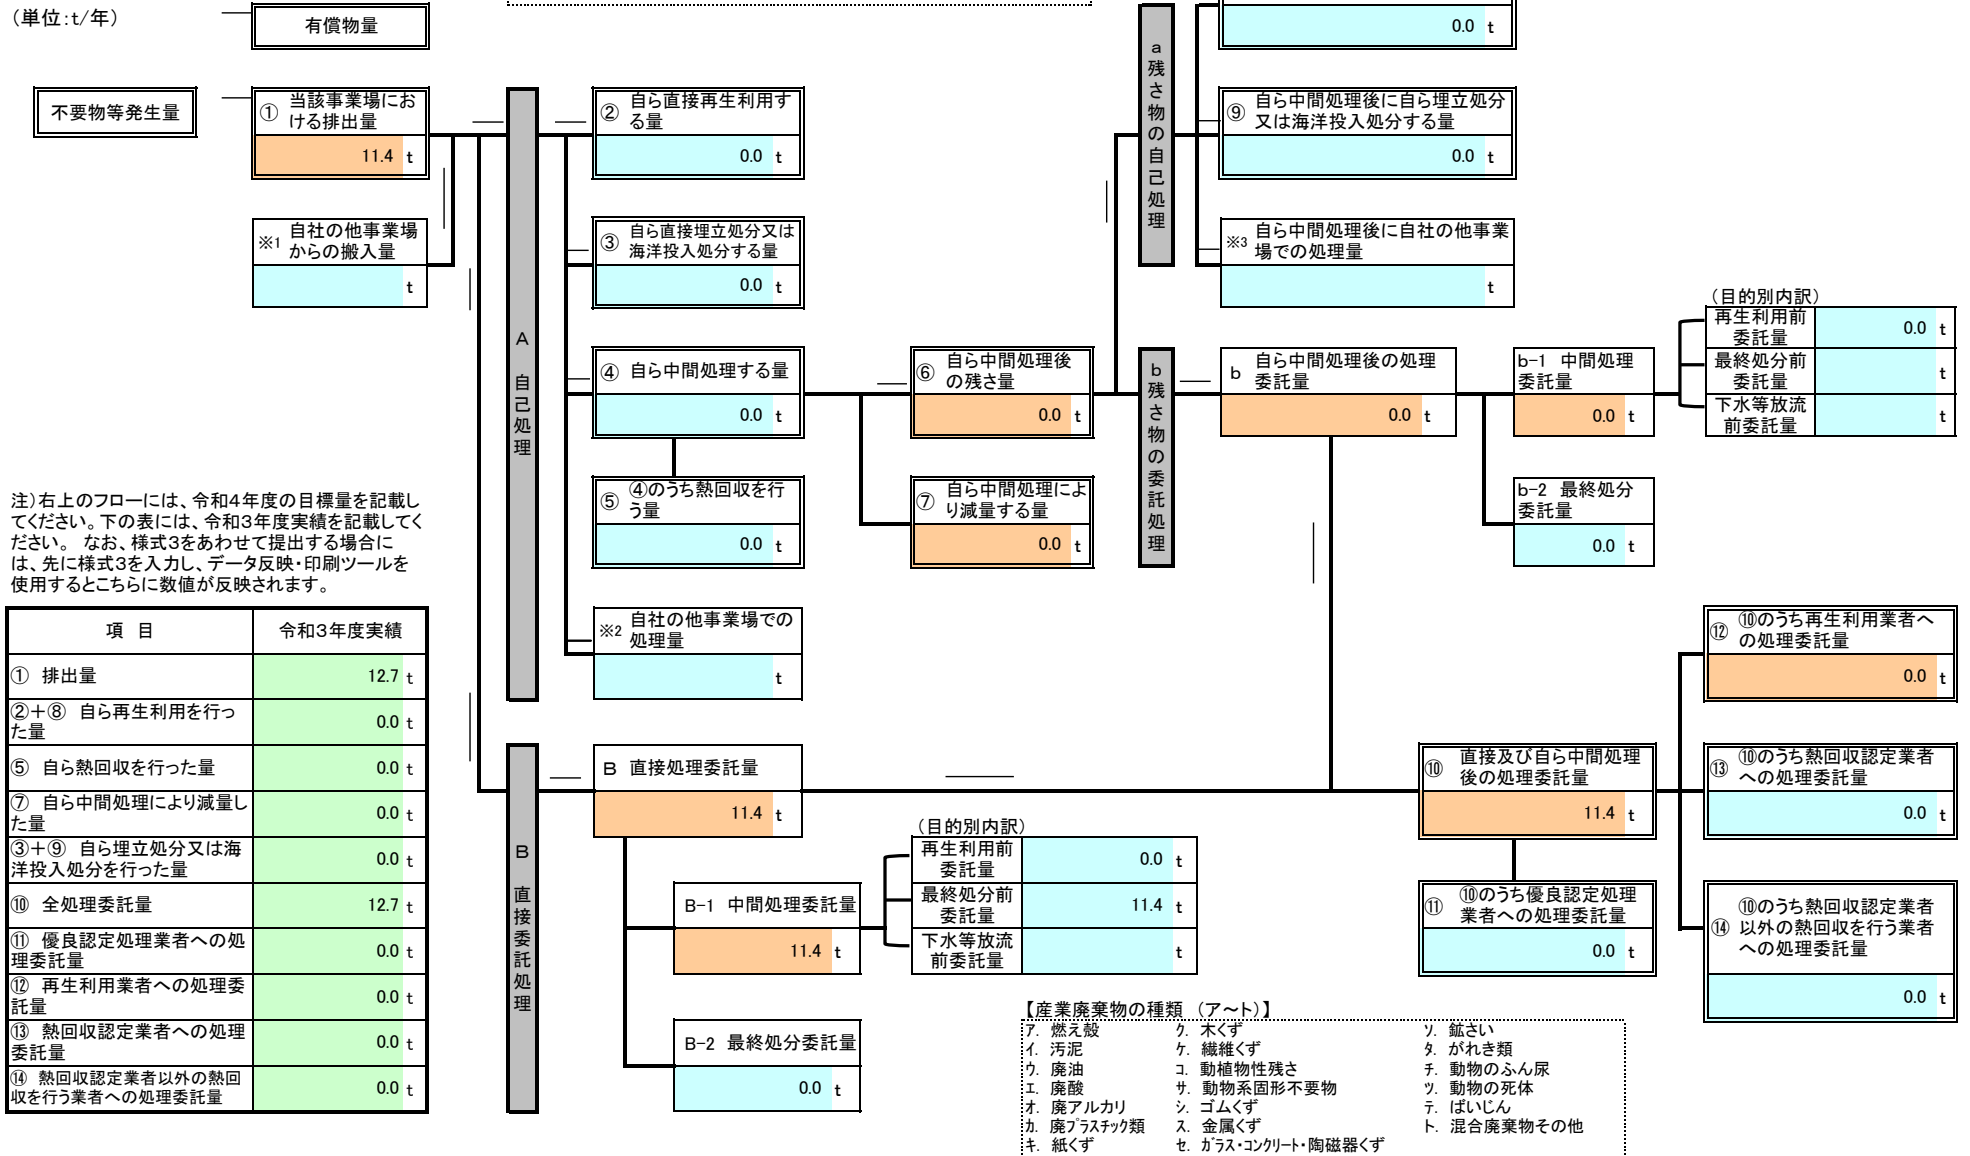 （単位：t/年）
有償物量
不要物等発生量
① 当該事業場にお
ける排出量
11.4 t
※1 自社の他事業場
からの搬入量
t
A 自己処理
② 自ら直接再生利用す
る量
0.0 t
③ 自ら直接埋立処分又は
海洋投入処分する量
0.0 t
④ 自ら中間処理する量
0.0 t
⑤ ④のうち熱回収を行
う量
0.0 t
※2 自社の他事業場での
処理量
t
⑥ 自ら中間処理後
の残さ量
0.0 t
⑦ 自ら中間処理によ
り減量する量
0.0 t
a 残さ物の自己処理
0.0 t
⑨ 自ら中間処理後に自ら埋立処分
又は海洋投入処分する量
0.0 t
※3 自ら中間処理後に自社の他事業
場での処理量
t
b 残さ物の委託処理
b 自ら中間処理後の処理
委託量
0.0 t
b-1 中間処理
委託量
0.0 t
（目的別内訳）
再生利用前
委託量
0.0 t
最終処分前
委託量
t
下水等放流
前委託量
t
b-2 最終処分
委託量
0.0 t
注）右上のフローには、令和４年度の目標量を記載し
てください。下の表には、令和３年度実績を記載してく
ださい。 なお、様式３をあわせて提出する場合に
は、先に様式３を入力し、データ反映・印刷ツールを
使用するとこちらに数値が反映されます。
項 目 令和３年度実績
① 排出量 12.7 t
②＋⑧ 自ら再生利用を行っ
た量
0.0 t
⑤ 自ら熱回収を行った量 0.0 t
⑦ 自ら中間処理により減量し
た量
0.0 t
③＋⑨ 自ら埋立処分又は海
洋投入処分を行った量
0.0 t
⑩ 全処理委託量 12.7 t
⑪ 優良認定処理業者への処
理委託量
0.0 t
⑫ 再生利用業者への処理委
託量
0.0 t
⑬ 熱回収認定業者への処理
委託量
0.0 t
⑭ 熱回収認定業者以外の熱回
収を行う業者への処理委託量
0.0 t
B 直接委託処理
B 直接処理委託量
11.4 t
B-1 中間処理委託量
11.4 t
（目的別内訳）
再生利用前
委託量
0.0 t
最終処分前
委託量
11.4 t
下水等放流
前委託量
t
B-2 最終処分委託量
0.0 t
⑩ 直接及び自ら中間処理
後の処理委託量
11.4 t
⑪ ⑩のうち優良認定処理
業者への処理委託量
0.0 t
⑫ ⑩のうち再生利用業者へ
の処理委託量
0.0 t
⑬ ⑩のうち熱回収認定業者
への処理委託量
0.0 t
⑭ ⑩のうち熱回収認定業者
以外の熱回収を行う業者
への処理委託量
0.0 t
【産業廃棄物の種類 （ア～ト）】
ア. 燃え殻 ク. 木くず ソ. 鉱さい
イ. 汚泥 ケ. 繊維くず タ. がれき類
ウ. 廃油 コ. 動植物性残さ チ. 動物のふん尿
エ. 廃酸 サ. 動物系固形不要物 ツ. 動物の死体
オ. 廃アルカリ シ. ゴムくず テ. ばいじん
カ. 廃プラスチック類 ス. 金属くず ト. 混合廃棄物その他
キ. 紙くず セ. ガラス・コンクリート・陶磁器くず